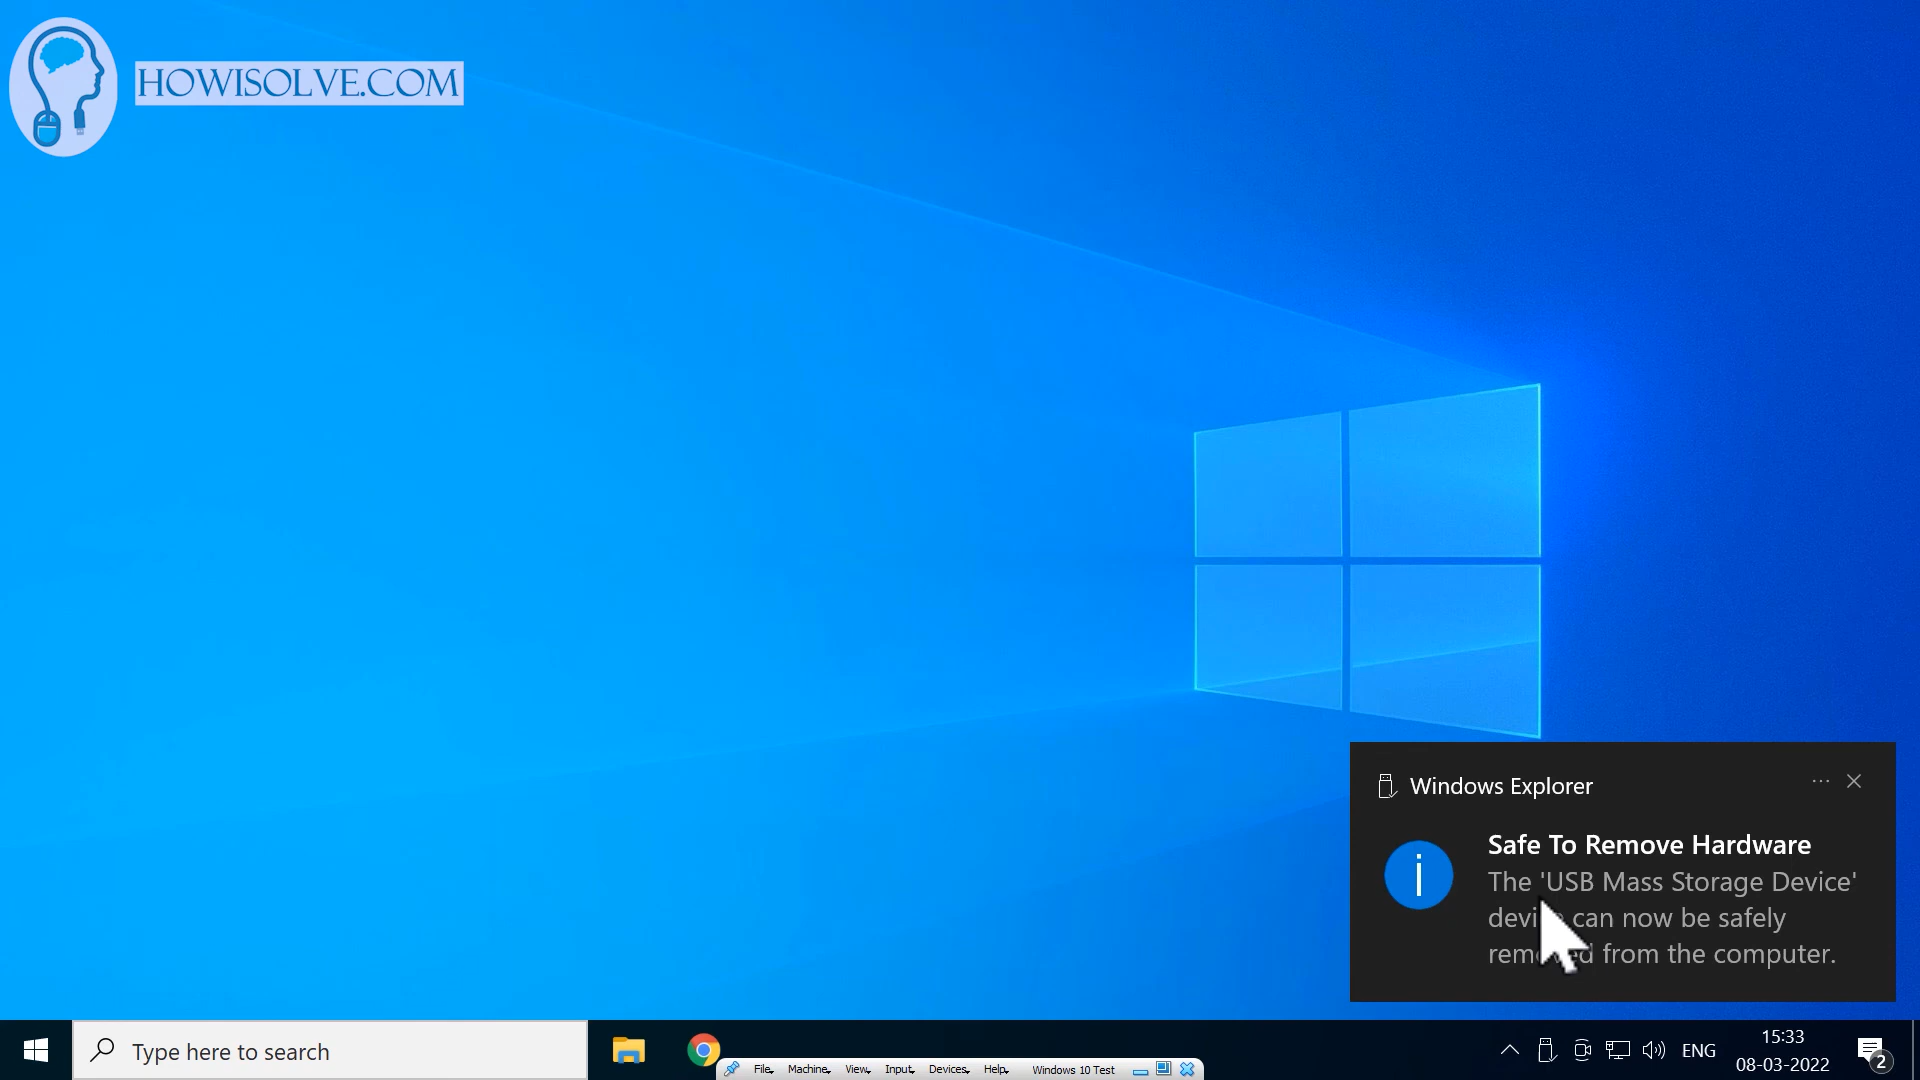 HOWISOLVE.COM
Windows Explorer
Safe To Remove Hardware
The 'USB Mass Storage Device'
device can now be safely
removed from the computer.
Type here to search
File
Machine
View
Input
Devices
Help
Windows 10 Test
ENG
15:33
08-03-2022
2